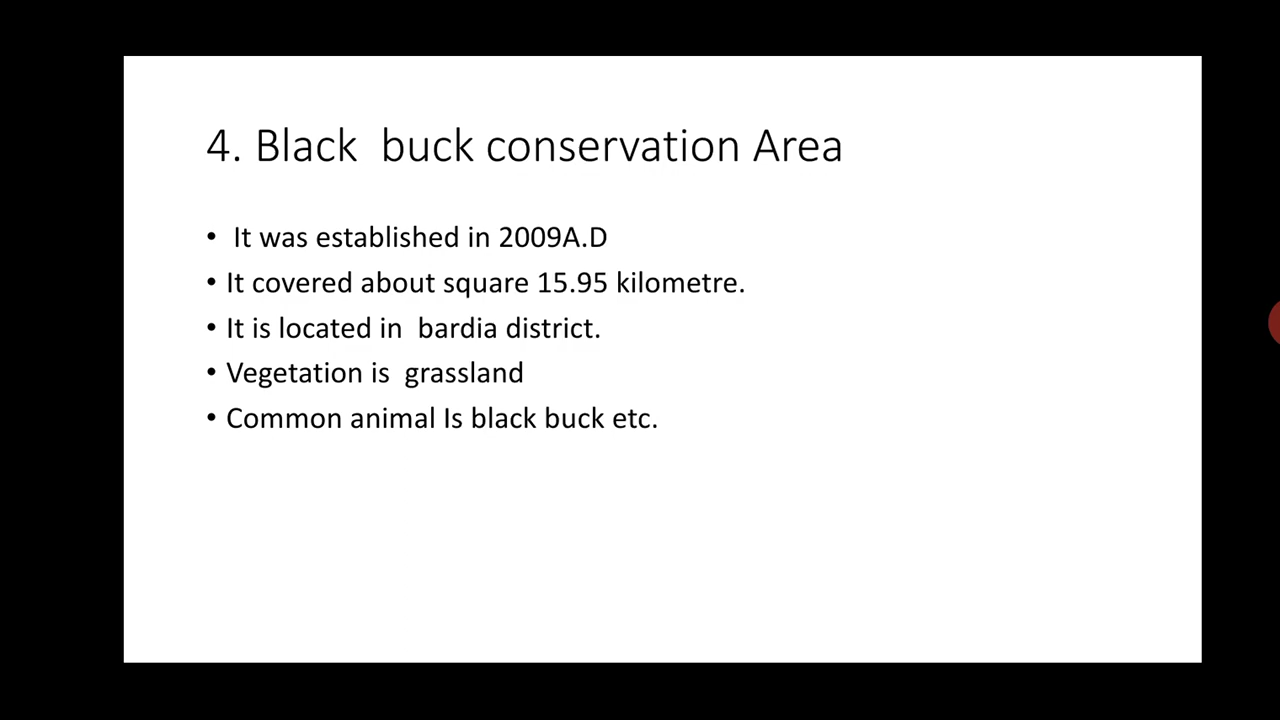 4. Black buck conservation Area
• It was established in 2009A.D
• It covered about square 15.95 kilometre.
• It is located in bardia district.
• Vegetation is grassland
• Common animal Is black buck etc.